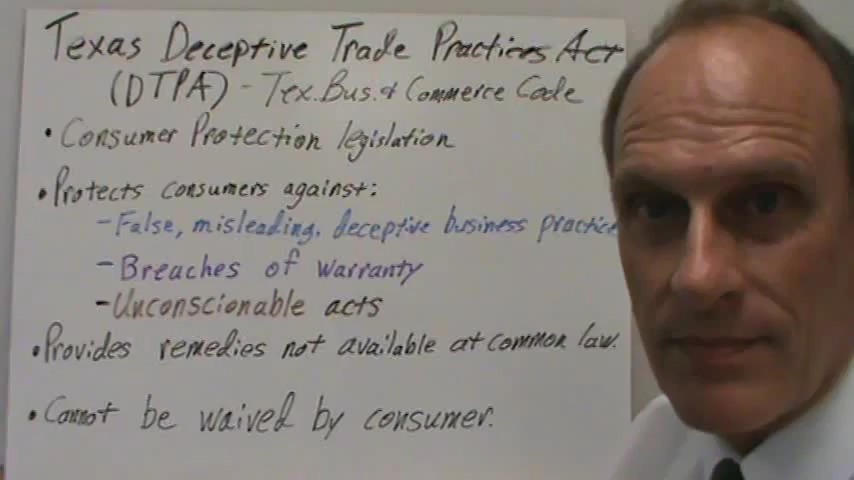 Texas Deceptive Trade Practices Act
(DTPA) - Tex. Bus. & Commerce Code
• Consumer Protection legislation
• Protects consumers against:
- False, misleading, deceptive business practice
- Breaches of warranty
- Unconscionable acts
• Provides remedies not available at common law.
• Cannot be waived by consumer.